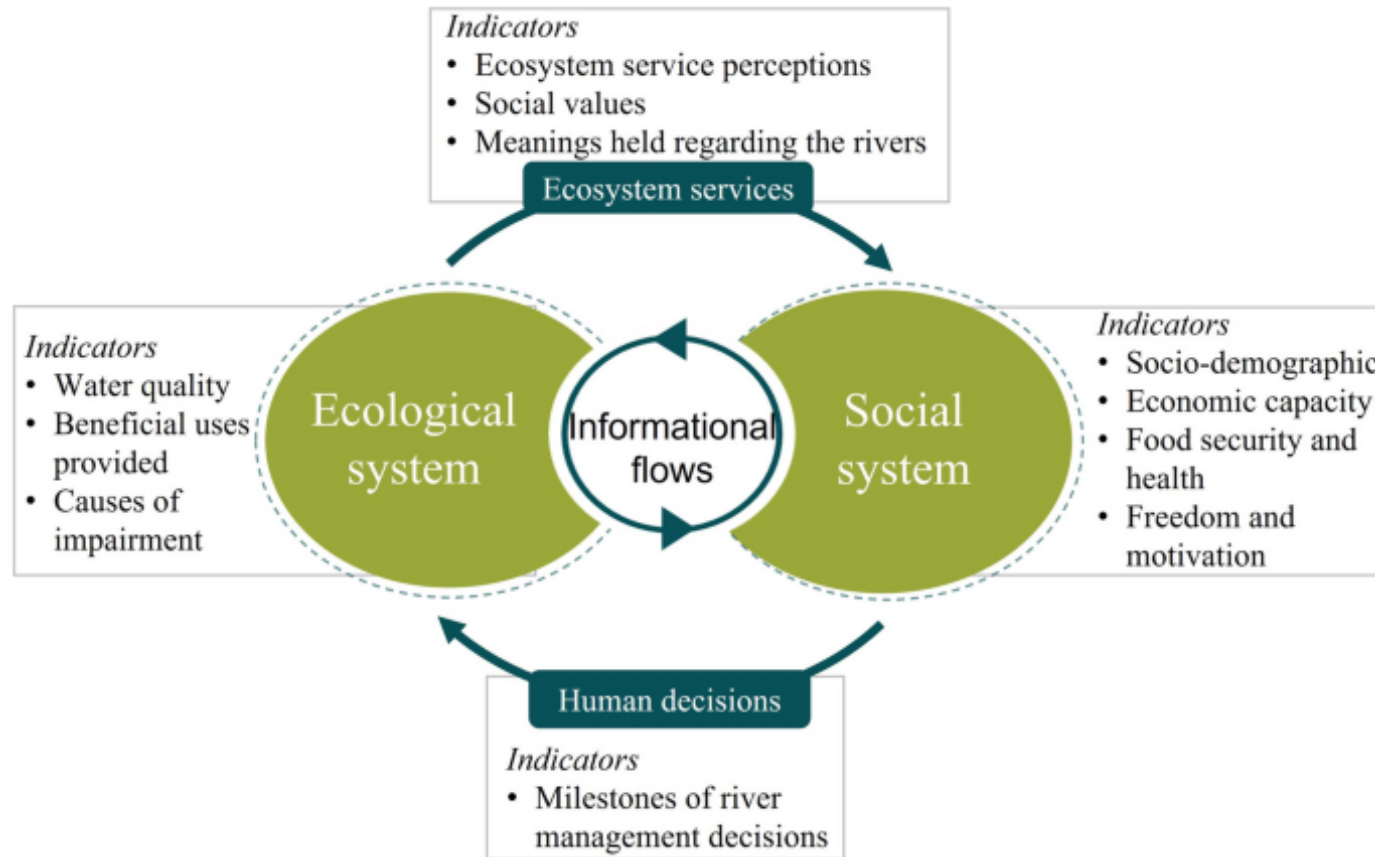 Indicators
• Ecosystem service perceptions
• Social values
• Meanings held regarding the rivers
Ecosystem services
Indicators
• Water quality
• Beneficial uses
provided
• Causes of
impairment
Ecological
system
Informational
flows
Social
system
Indicators
• Socio-demographic
• Economic capacity
• Food security and
health
• Freedom and
motivation
Human decisions
Indicators
• Milestones of river
management decisions